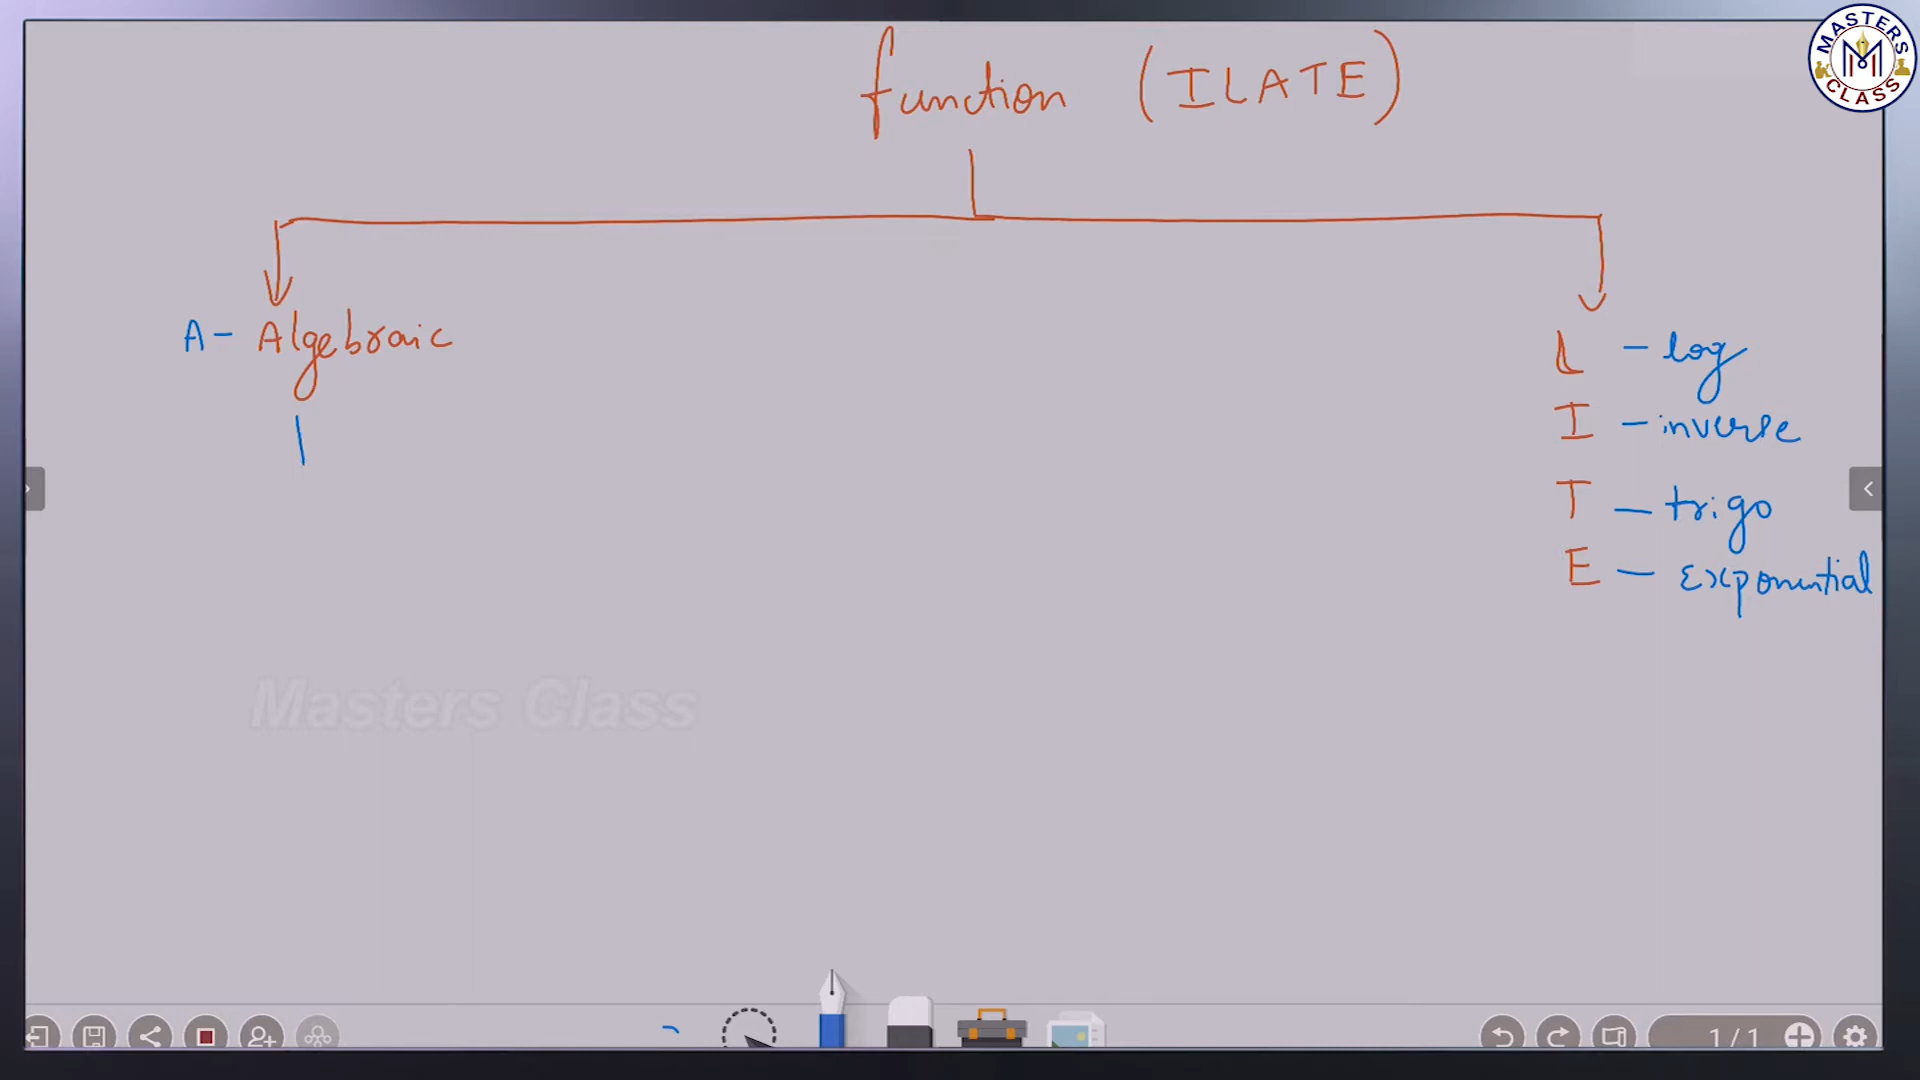 MASTERS CLASS
function (ILATE)
A - Algebraic
L - log
I - inverse
T - trigo
E - exponential
Masters Class
1/1